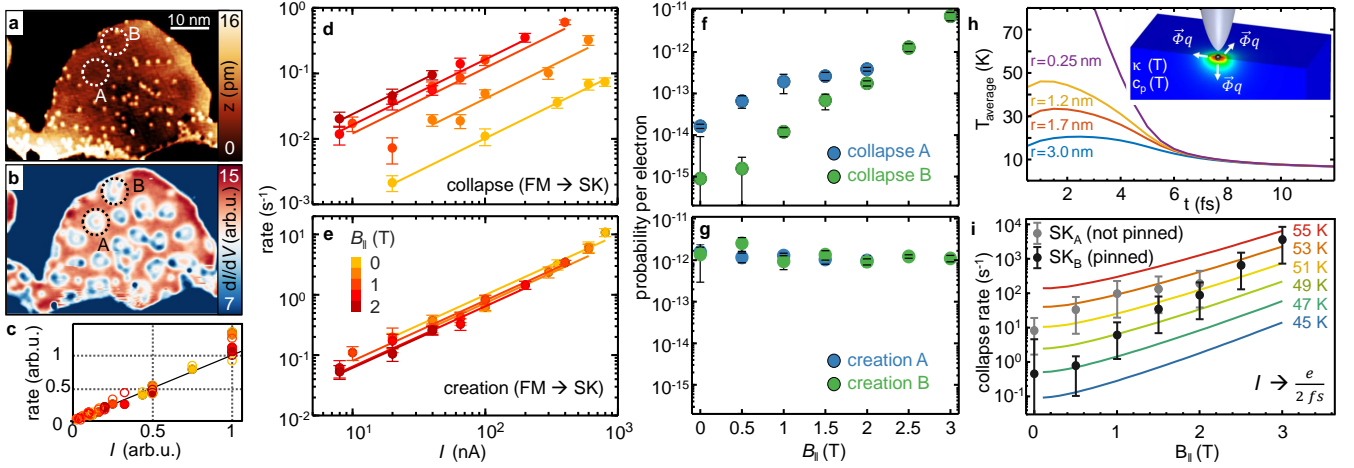 a
10 nm
16
B
A
z (pm)
0
b
15
B
A
dI/dV (arb.u.)
7
c
rate (arb.u.)
1
0.5
0
0.5
1
I (arb.u.)
d
10⁰
10⁻¹
10⁻²
10⁻³
collapse (FM → SK)
rate (s⁻¹)
e
10¹
10⁰
10⁻¹
10⁻²
B∥ (T)
0
1
2
creation (FM → SK)
10¹
10²
10³
I (nA)
f
10⁻¹¹
10⁻¹²
10⁻¹³
10⁻¹⁴
10⁻¹⁵
collapse A
collapse B
probability per electron
g
10⁻¹¹
10⁻¹²
10⁻¹³
10⁻¹⁴
10⁻¹⁵
creation A
creation B
0 0.5 1 1.5 2 2.5 3
B∥ (T)
h
80
60
40
20
T average (K)
r=0.25 nm
r=1.2 nm
r=1.7 nm
r=3.0 nm
Φq
Φq
Φq
κ (T)
cₚ (T)
2 4 6 8 10
t (fs)
i
10⁴
10³
10²
10¹
10⁰
10⁻¹
collapse rate (s⁻¹)
SK_A (not pinned)
SK_B (pinned)
55 K
53 K
51 K
49 K
47 K
45 K
I → e/2 fs
0 1 2 3
B∥ (T)